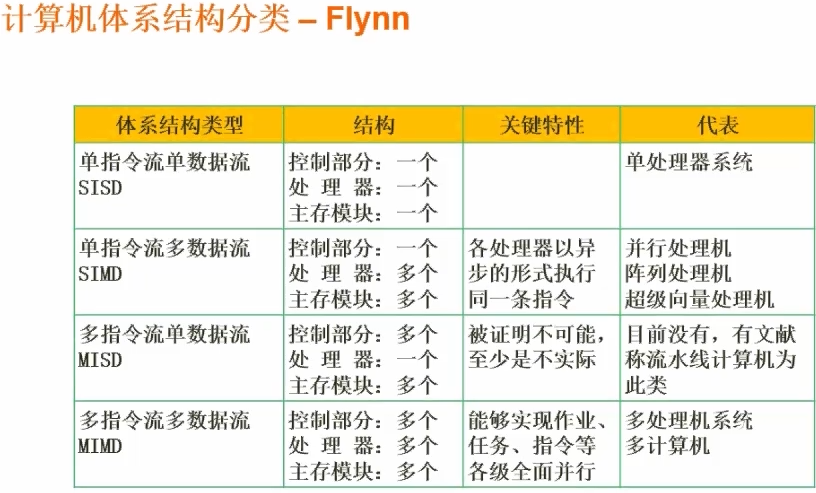 计算机体系结构分类 – Flynn
体系结构类型 结构 关键特性 代表
单指令流单数据流
SISD
控制部分：一个
处 理 器：一个
主存模块：一个
单处理器系统
单指令流多数据流
SIMD
控制部分：一个
处 理 器：多个
主存模块：多个
各处理器以异
步的形式执行
同一条指令
并行处理机
阵列处理机
超级向量处理机
多指令流单数据流
MISD
控制部分：多个
处 理 器：一个
主存模块：多个
被证明不可能，
至少是不实际
目前没有，有文献
称流水线计算机为
此类
多指令流多数据流
MIMD
控制部分：多个
处 理 器：多个
主存模块：多个
能够实现作业、
任务、指令等
各级全面并行
多处理机系统
多计算机